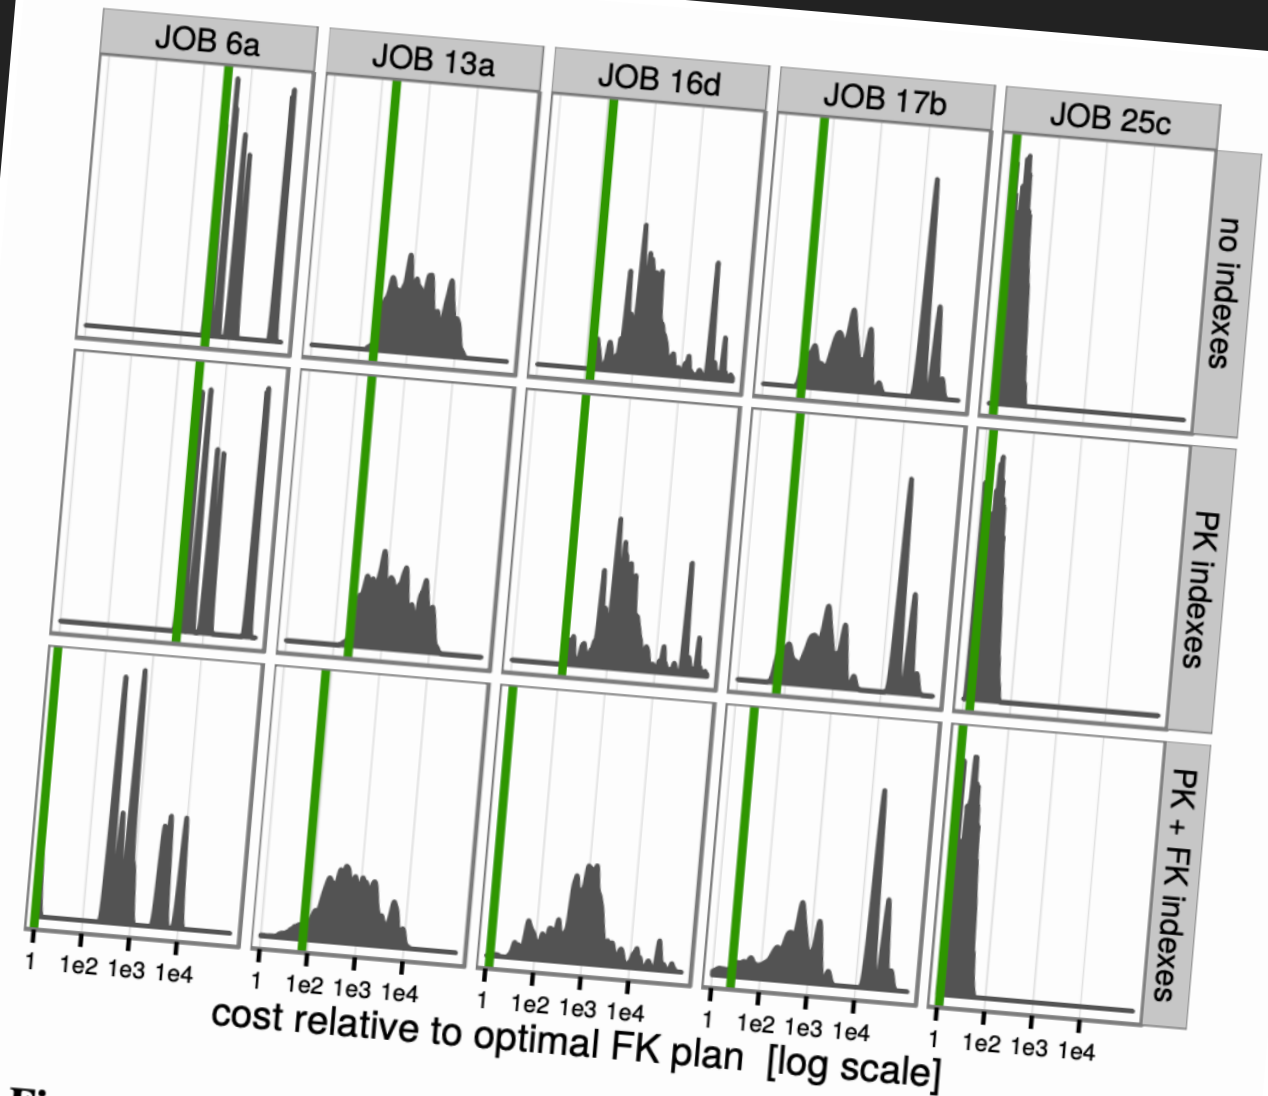 JOB 6a
JOB 13a
JOB 16d
JOB 17b
JOB 25c
no indexes
PK indexes
PK + FK indexes
1 1e2 1e3 1e4
1 1e2 1e3 1e4
1 1e2 1e3 1e4
1 1e2 1e3 1e4
1 1e2 1e3 1e4
cost relative to optimal FK plan [log scale]